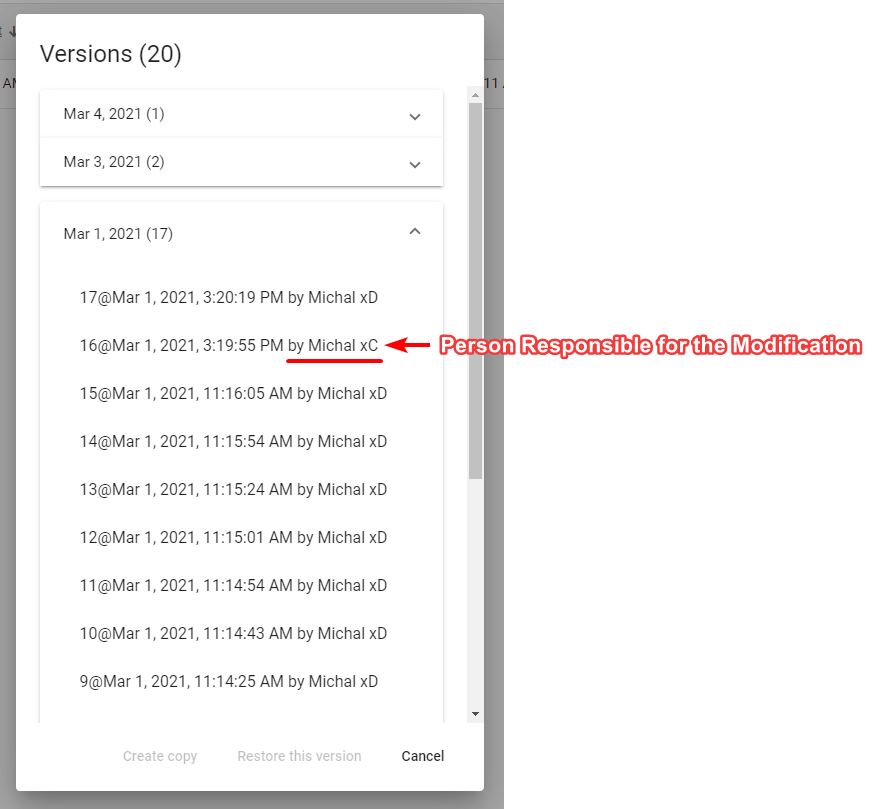 Versions (20)
AM
11
Mar 4, 2021 (1)
Mar 3, 2021 (2)
Mar 1, 2021 (17)
17@Mar 1, 2021, 3:20:19 PM by Michal xD
16@Mar 1, 2021, 3:19:55 PM by Michal xC
Person Responsible for the Modification
15@Mar 1, 2021, 11:16:05 AM by Michal xD
14@Mar 1, 2021, 11:15:54 AM by Michal xD
13@Mar 1, 2021, 11:15:24 AM by Michal xD
12@Mar 1, 2021, 11:15:01 AM by Michal xD
11@Mar 1, 2021, 11:14:54 AM by Michal xD
10@Mar 1, 2021, 11:14:43 AM by Michal xD
9@Mar 1, 2021, 11:14:25 AM by Michal xD
Create copy
Restore this version
Cancel